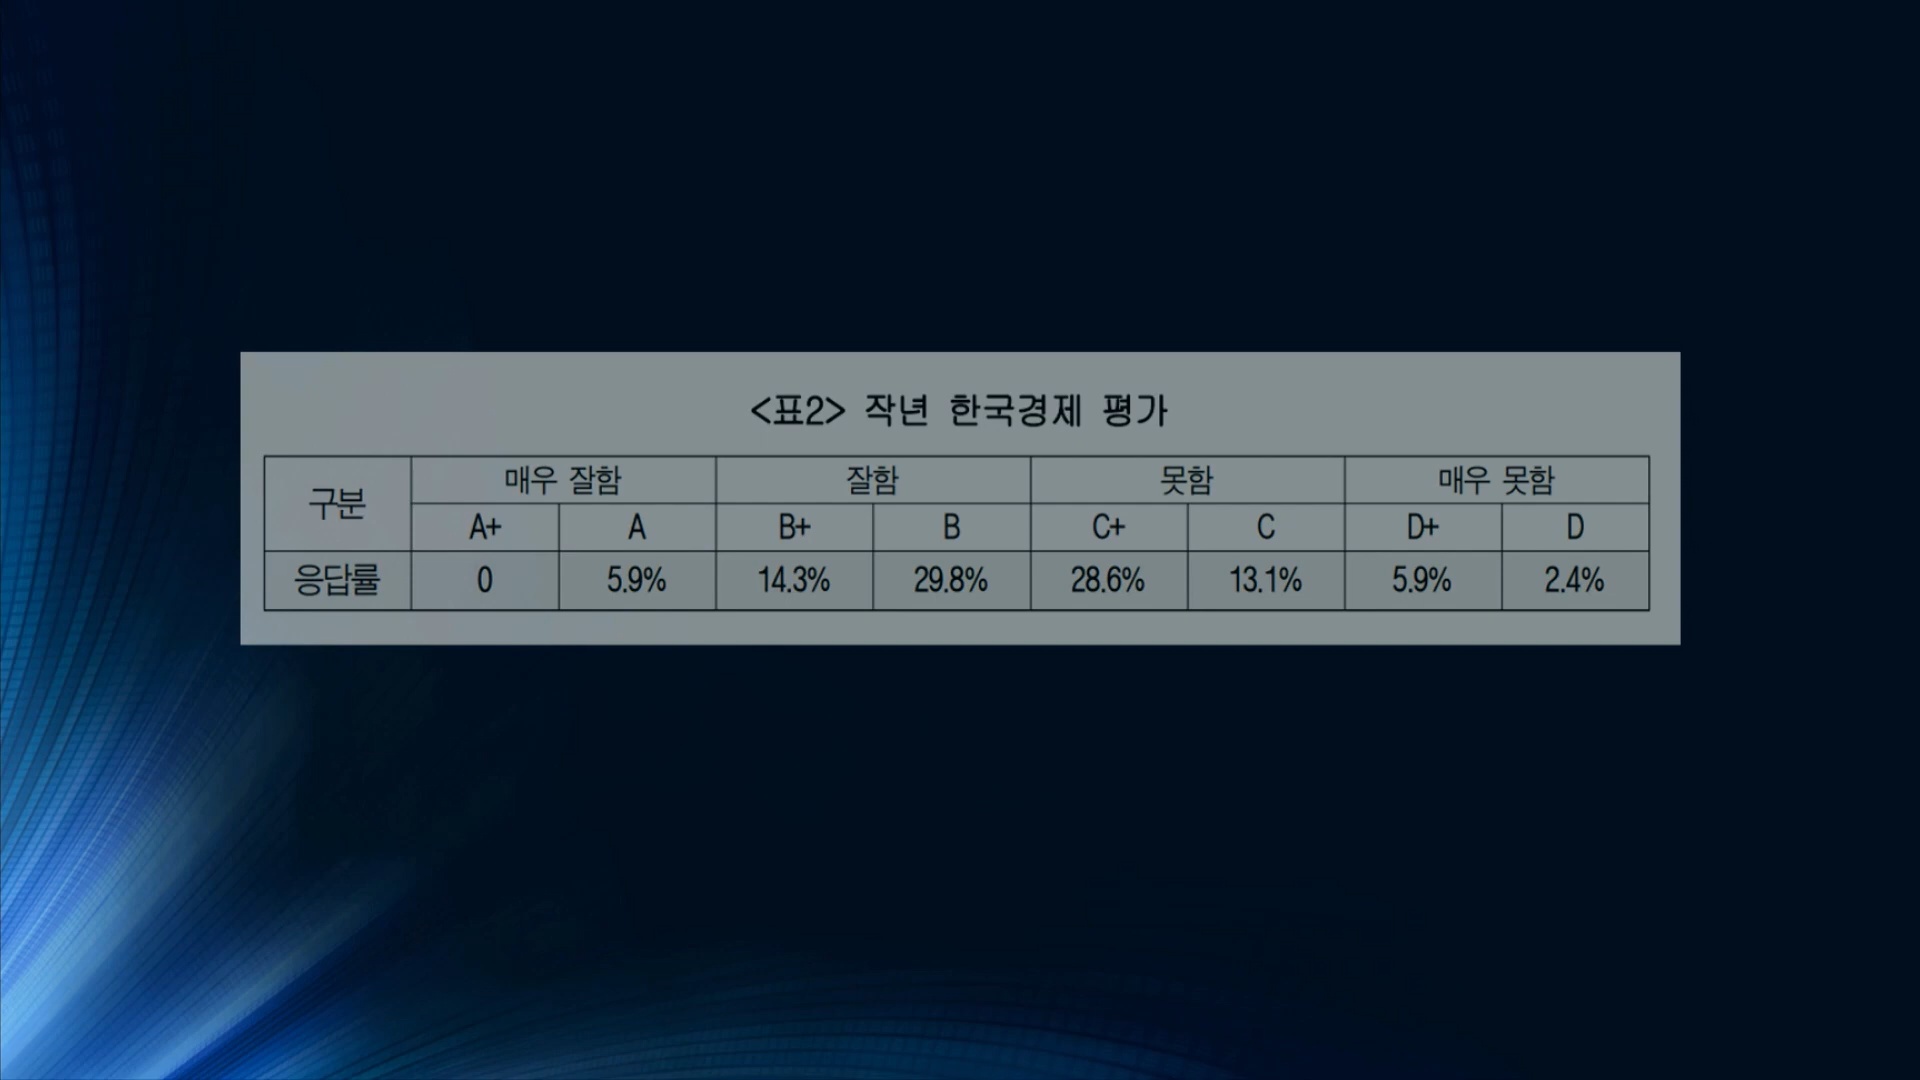 <표2> 작년 한국경제 평가
구분 매우 잘함 잘함 못함 매우 못함
A+ A B+ B C+ C D+ D
응답률 0 5.9% 14.3% 29.8% 28.6% 13.1% 5.9% 2.4%